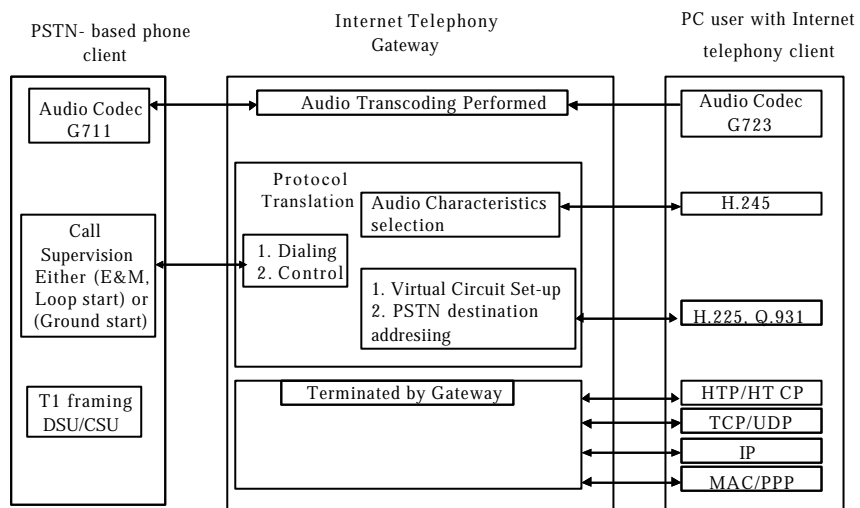 PSTN- based phone
client
Internet Telephony
Gateway
PC user with Internet
telephony client
Audio Codec
G711
Audio Transcoding Performed
Audio Codec
G723
Protocol
Translation
Audio Characteristics
selection
H.245
Call
Supervision
Either (E&M,
Loop start) or
(Ground start)
1. Dialing
2. Control
1. Virtual Circuit Set-up
2. PSTN destination
addresiing
H.225, Q.931
T1 framing
DSU/CSU
Terminated by Gateway
HTP/HT CP
TCP/UDP
IP
MAC/PPP